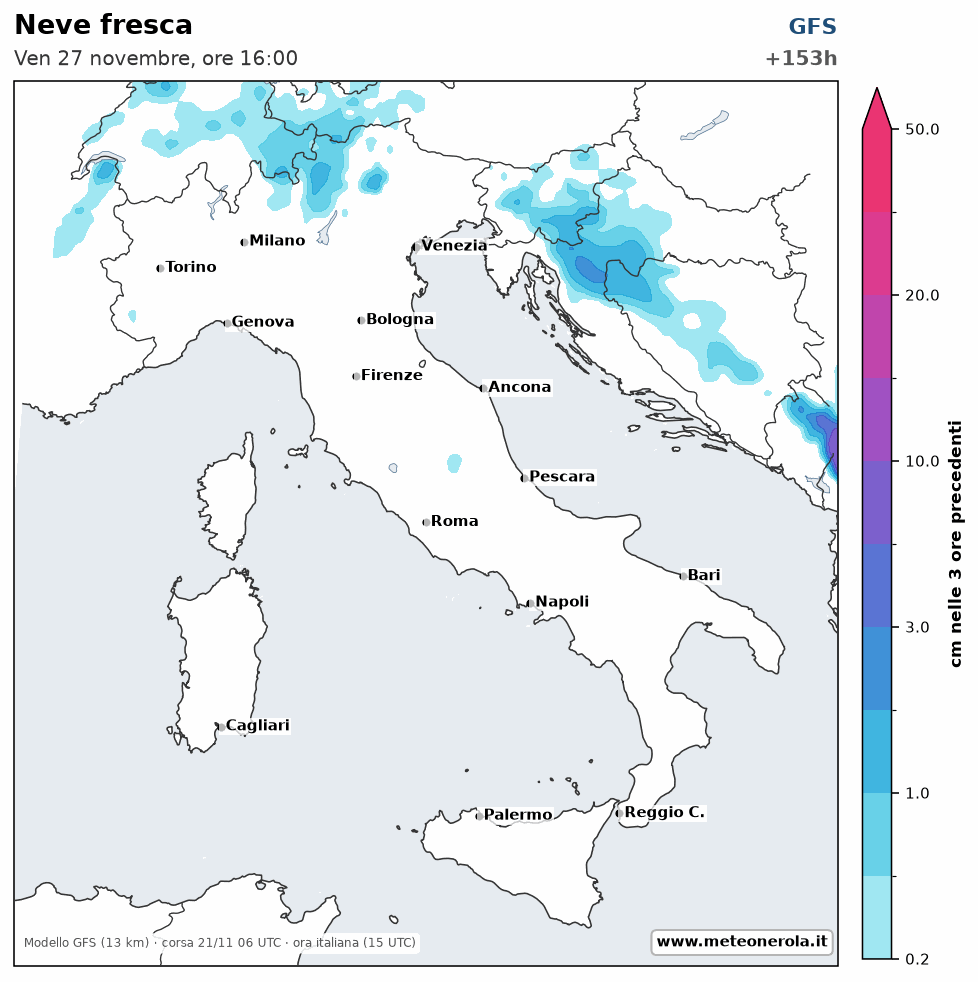 Neve fresca
GFS
Ven 27 novembre, ore 16:00
+153h
50.0
20.0
10.0
3.0
1.0
0.2
cm nelle 3 ore precedenti
Milano
Venezia
Torino
Genova
Bologna
Firenze
Ancona
Pescara
Roma
Bari
Napoli
Cagliari
Palermo
Reggio C.
Modello GFS (13 km) · corsa 21/11 06 UTC · ora italiana (15 UTC)
www.meteonerola.it